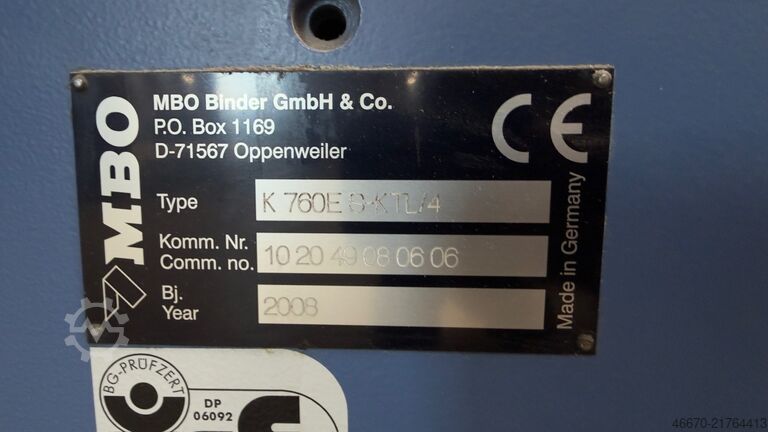 MBO
MBO Binder GmbH & Co.
P.O. Box 1169
D-71567 Oppenweiler
CE
Type K 760E S-KTL/4
Komm. Nr.
Comm. no. 10 20 49 08 06 06
Bj.
Year 2008
Made in Germany
BG-PRÜFZERT
DP
06092
46670-21764413